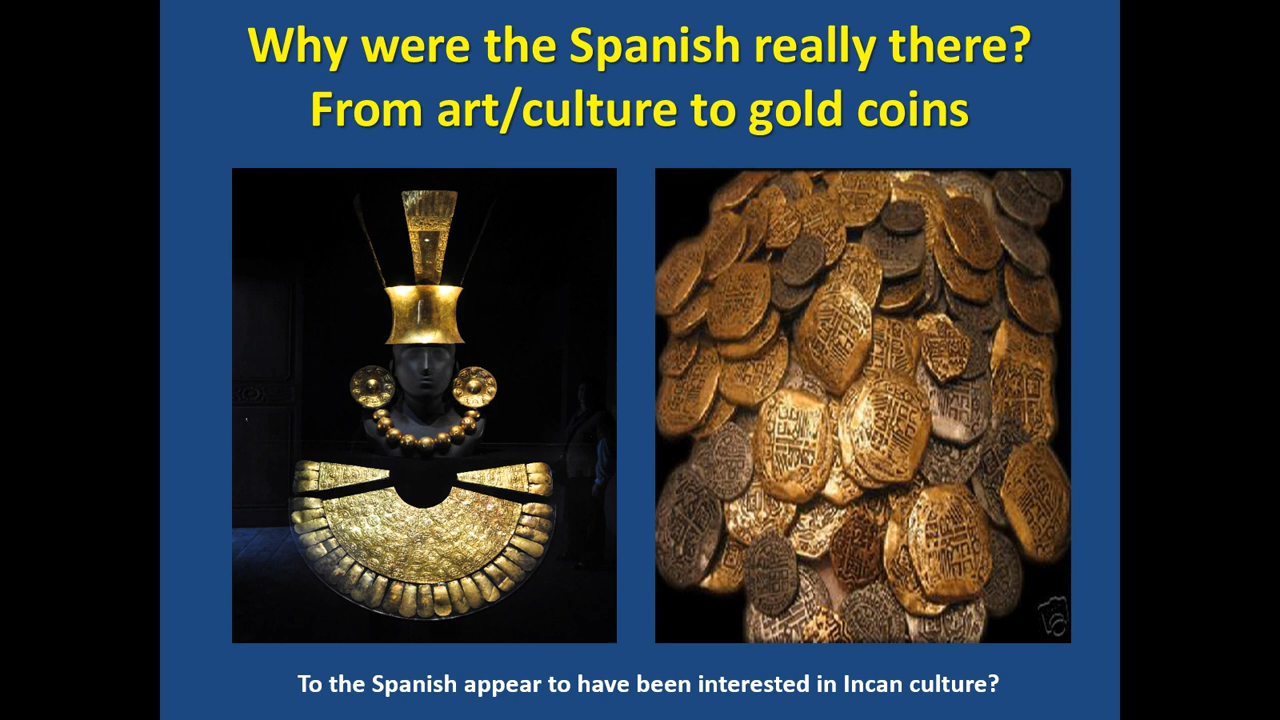 Why were the Spanish really there?
From art/culture to gold coins
To the Spanish appear to have been interested in Incan culture?